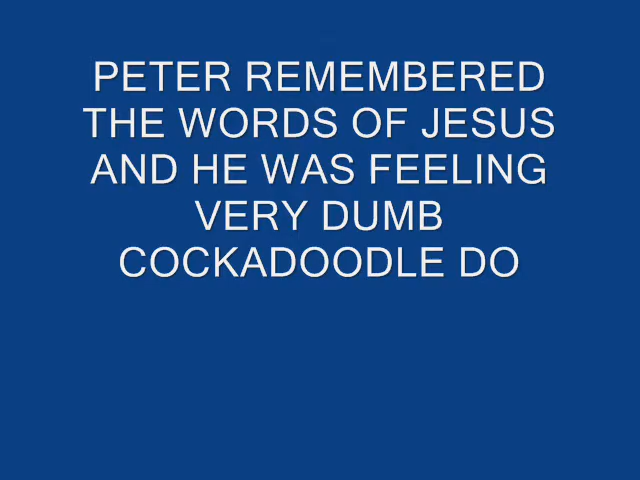 PETER REMEMBERED
THE WORDS OF JESUS
AND HE WAS FEELING
VERY DUMB
COCKADOODLE DO